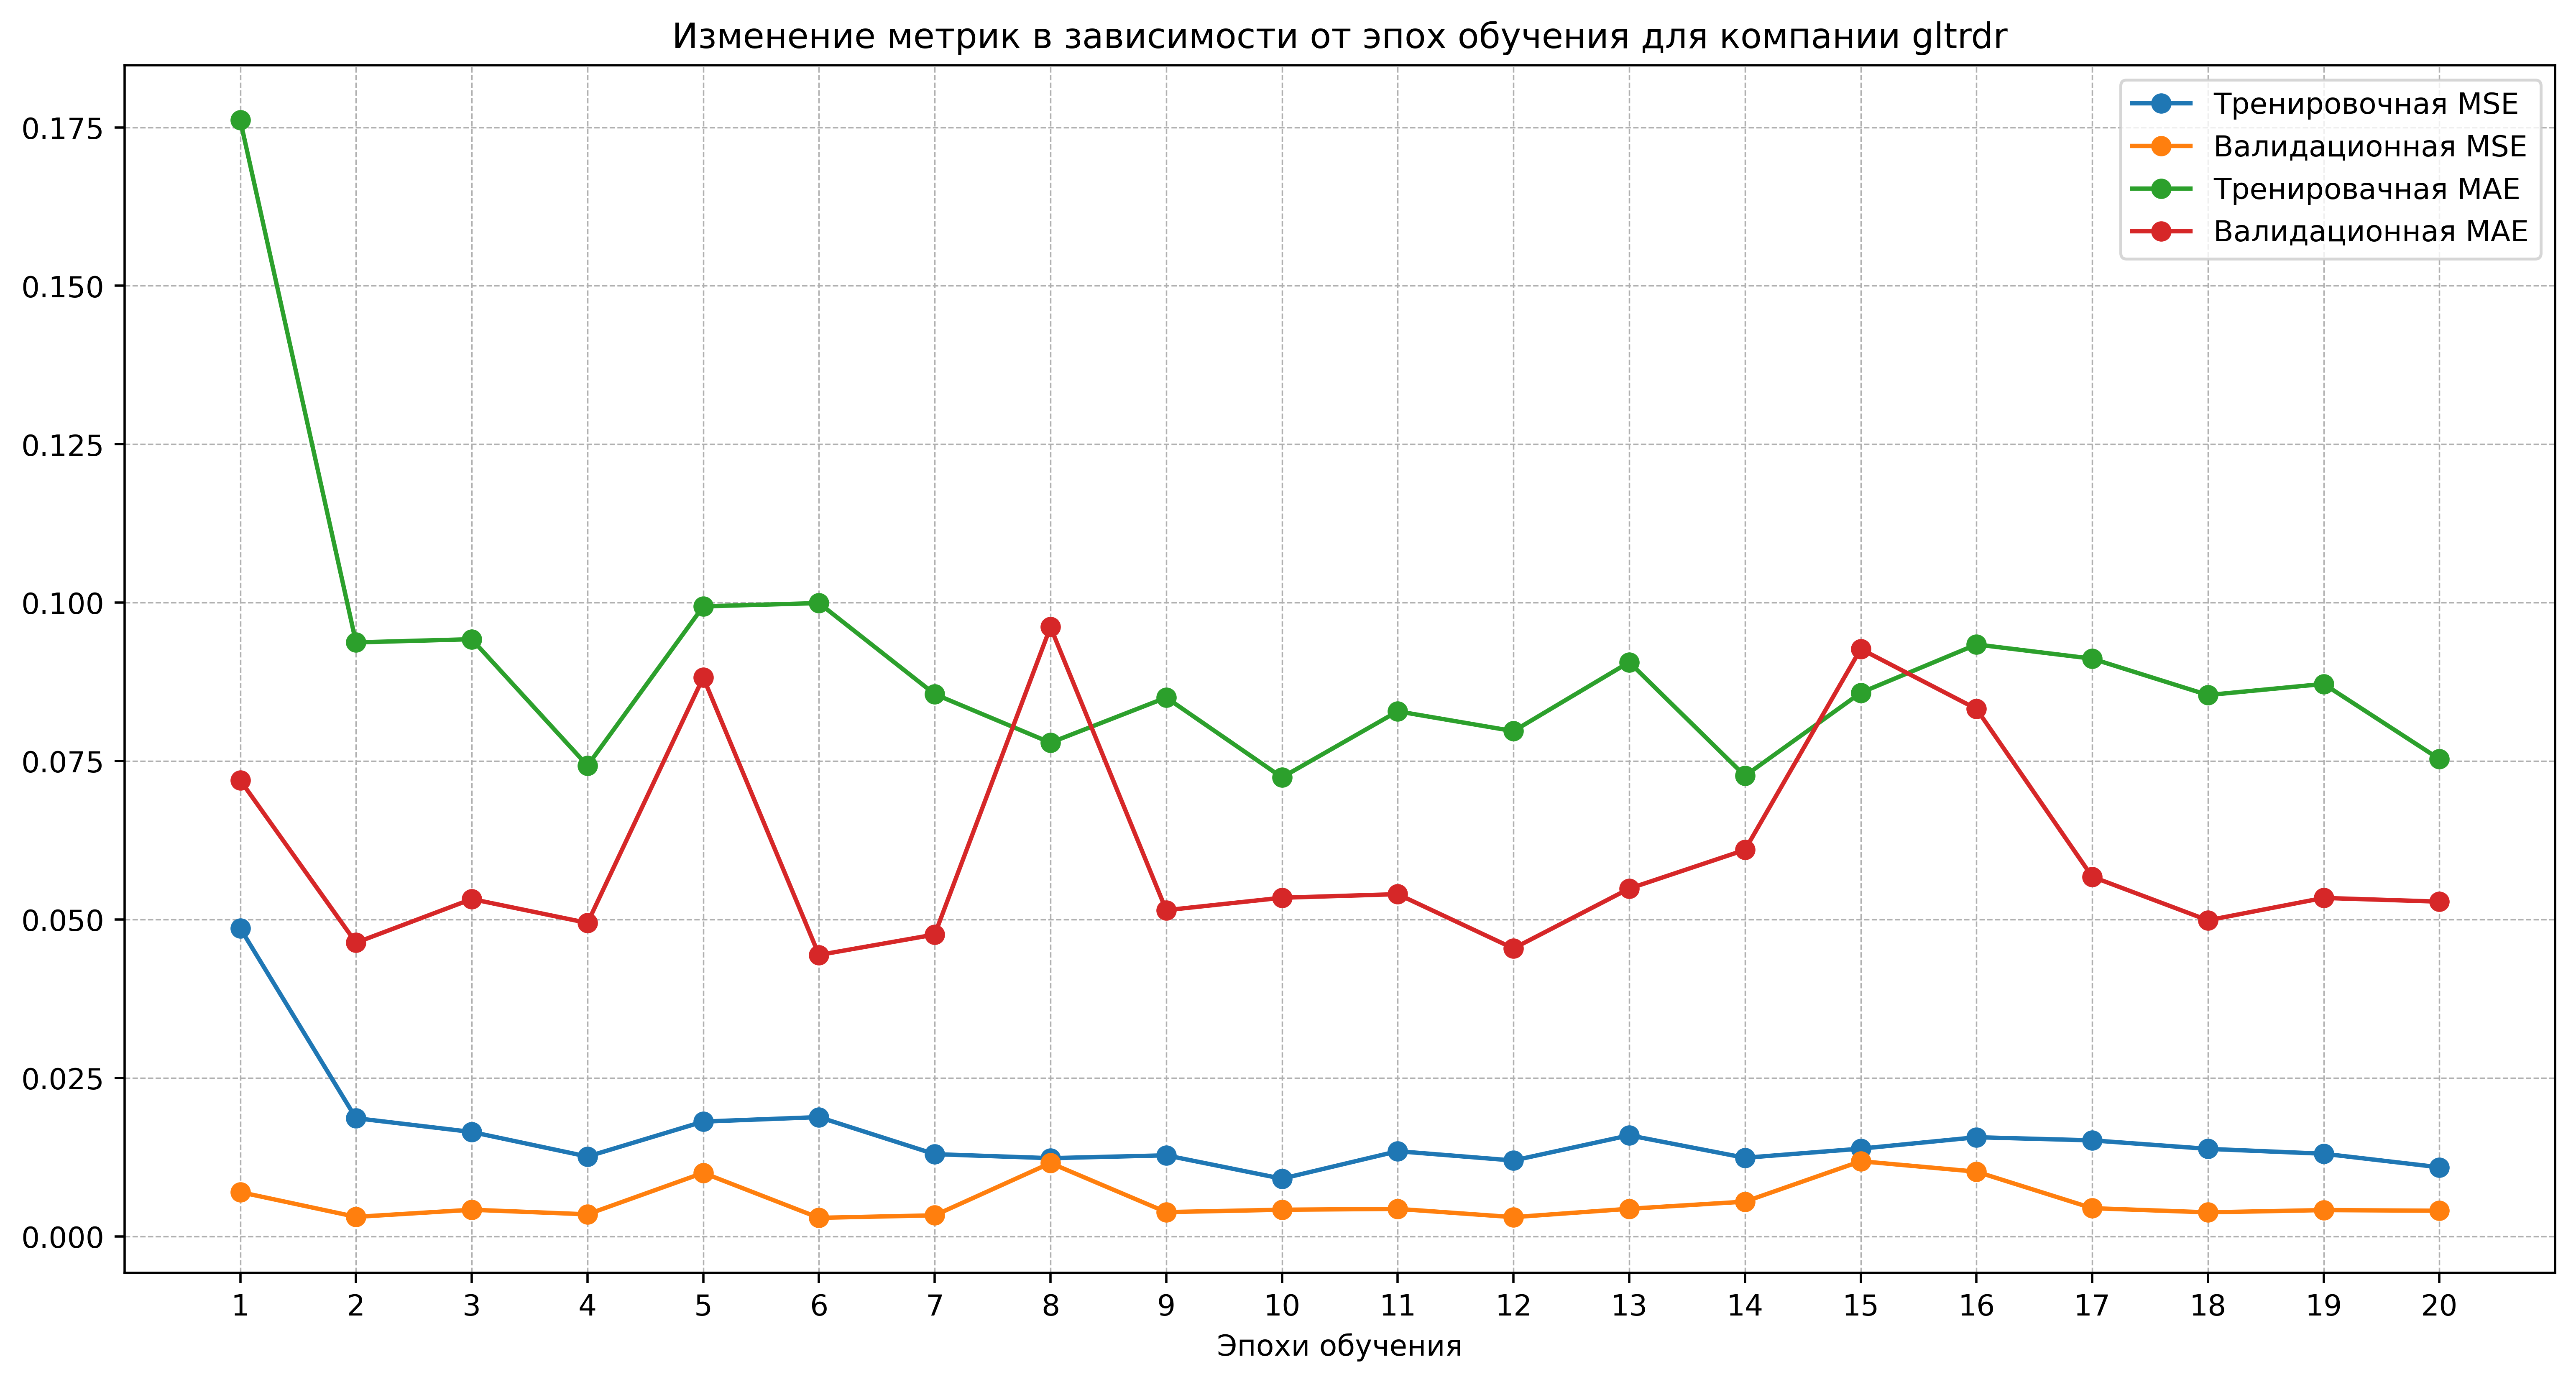 Изменение метрик в зависимости от эпох обучения для компании gltrdr
Тренировочная MSE
Валидационная MSE
Тренировачная MAE
Валидационная MAE
0.175
0.150
0.125
0.100
0.075
0.050
0.025
0.000
1 2 3 4 5 6 7 8 9 10 11 12 13 14 15 16 17 18 19 20
Эпохи обучения